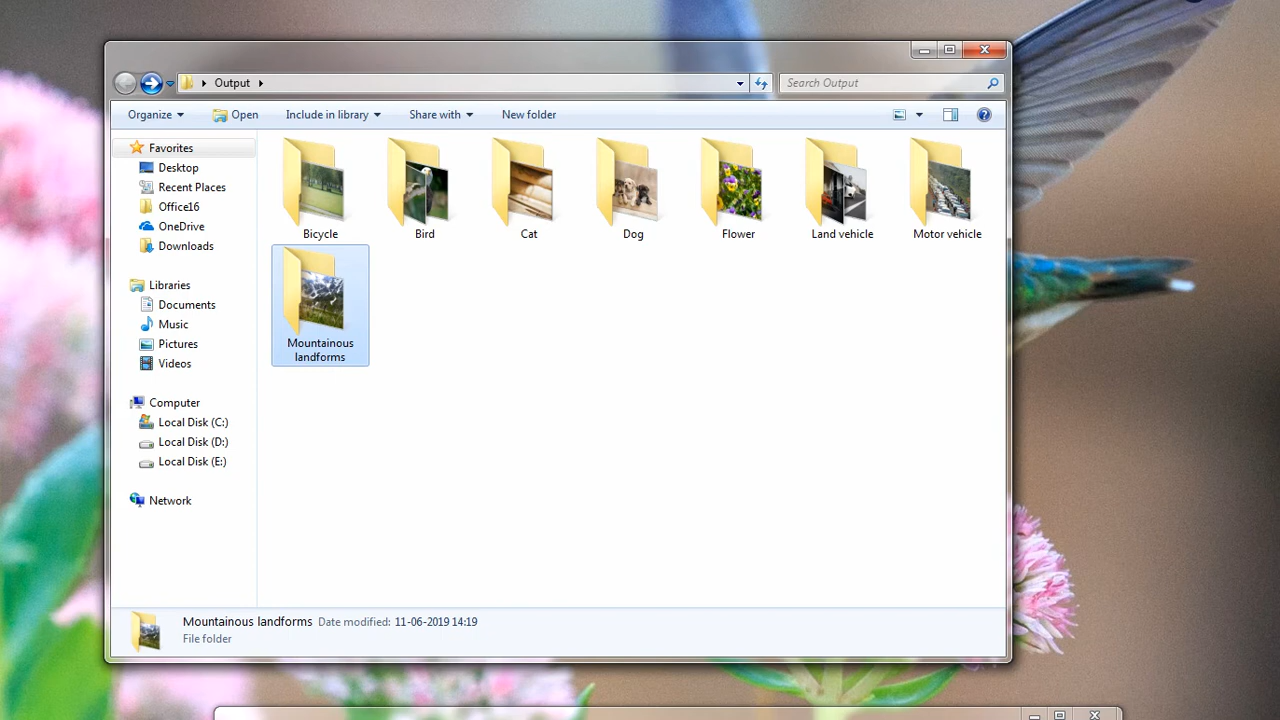 Output
Search Output
Organize
Open
Include in library
Share with
New folder
Favorites
Desktop
Recent Places
Office16
OneDrive
Downloads
Libraries
Documents
Music
Pictures
Videos
Computer
Local Disk (C:)
Local Disk (D:)
Local Disk (E:)
Network
Bicycle
Bird
Cat
Dog
Flower
Land vehicle
Motor vehicle
Mountainous
landforms
Mountainous landforms Date modified: 11-06-2019 14:19
File folder